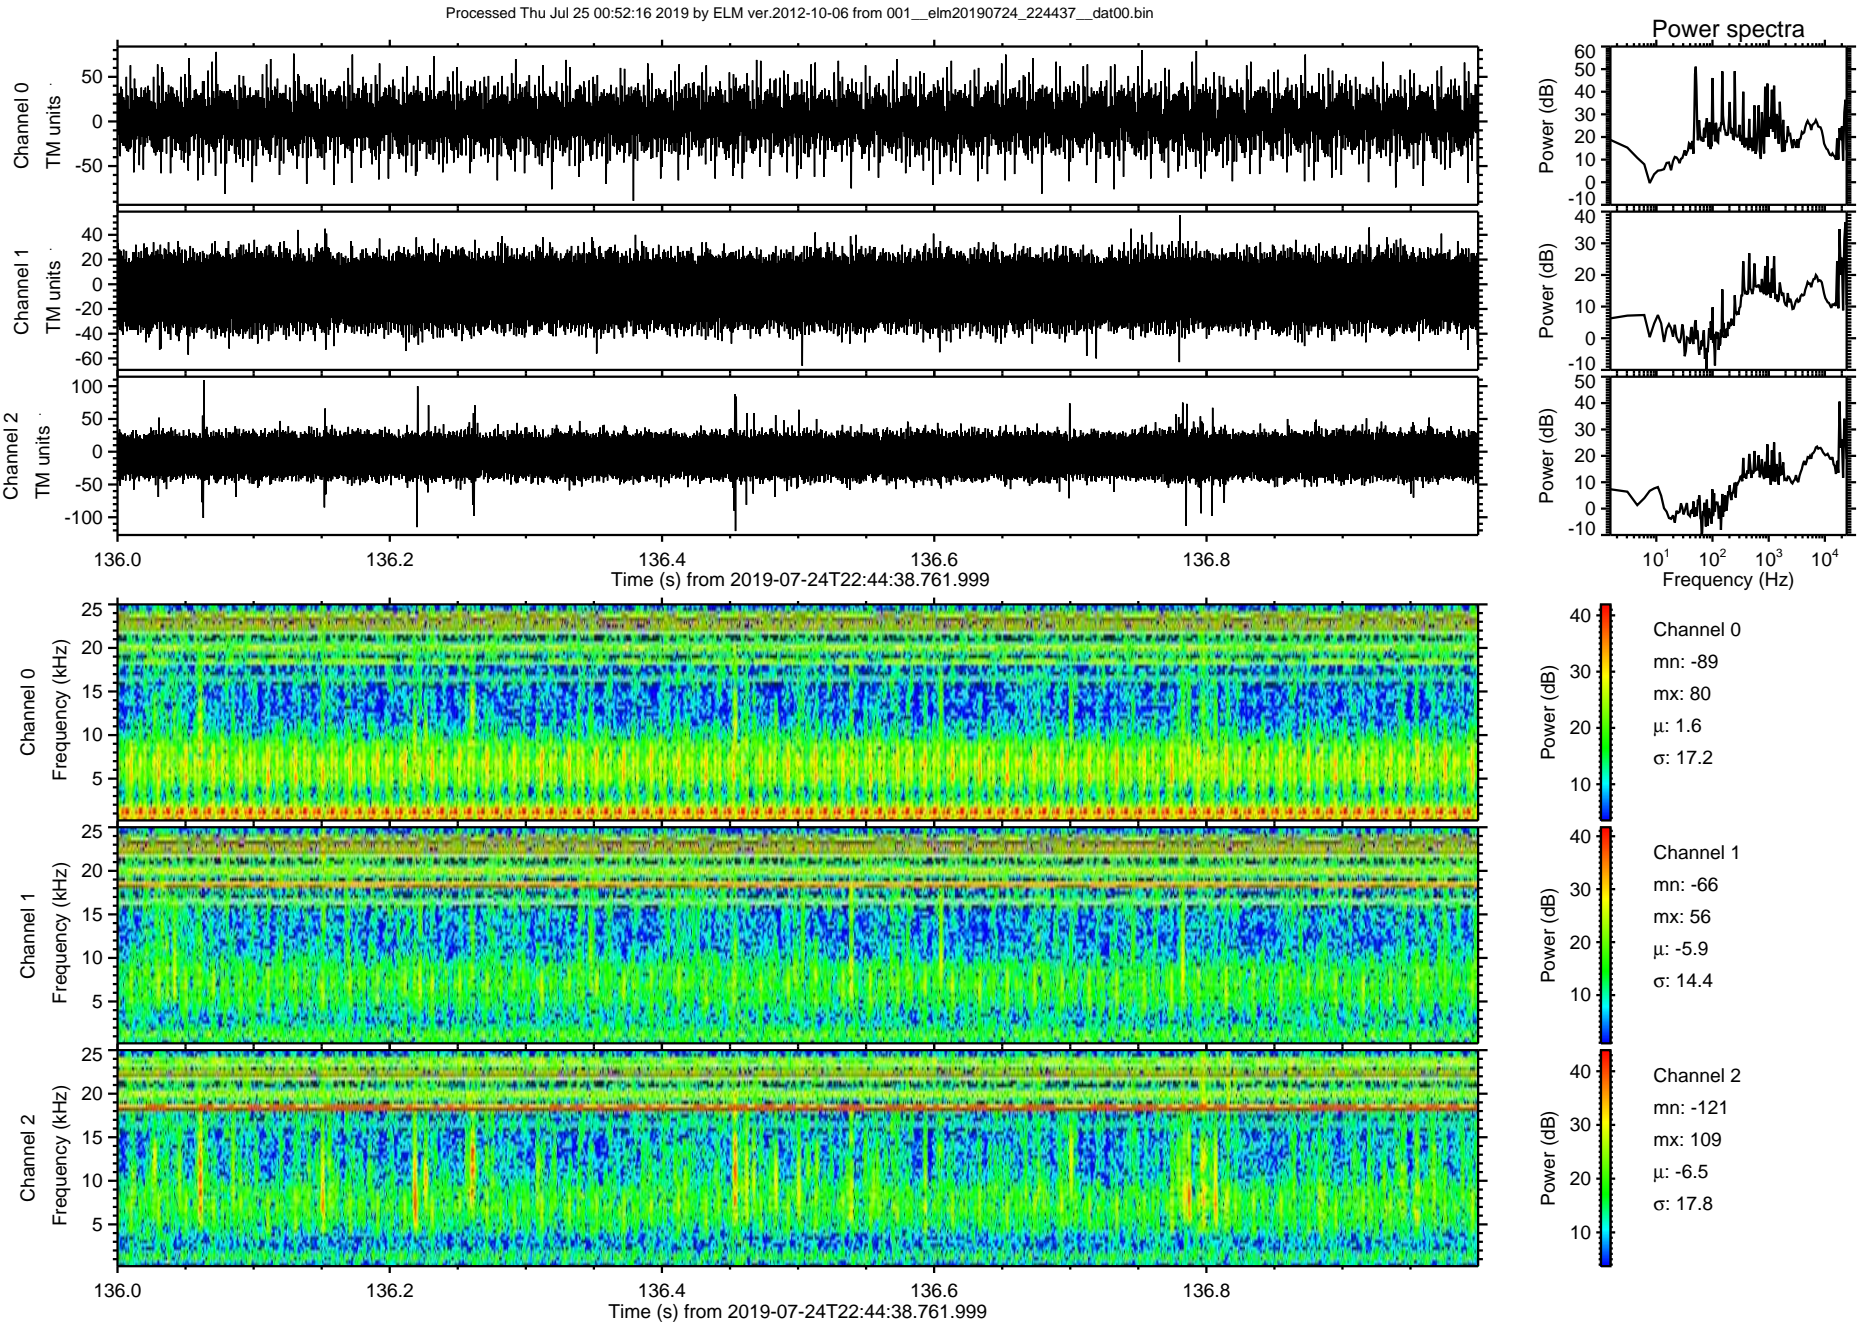 Processed Thu Jul 25 00:52:16 2019 by ELM ver.2012-10-06 from 001__elm20190724_224437__dat00.bin
Power spectra
Channel 0
TM units
50
0
-50
Power (dB)
60
50
40
30
20
10
0
-10
Channel 1
TM units
40
20
0
-20
-40
-60
Power (dB)
40
30
20
10
0
-10
Channel 2
TM units
100
50
0
-50
-100
Power (dB)
50
40
30
20
10
0
-10
136.0 136.2 136.4 136.6 136.8
Time (s) from 2019-07-24T22:44:38.761.999
10¹ 10² 10³ 10⁴
Frequency (Hz)
Channel 0
Frequency (kHz)
25
20
15
10
5
Power (dB)
40
30
20
10
Channel 0
mn: -89
mx: 80
μ: 1.6
σ: 17.2
Channel 1
Frequency (kHz)
25
20
15
10
5
Power (dB)
40
30
20
10
Channel 1
mn: -66
mx: 56
μ: -5.9
σ: 14.4
Channel 2
Frequency (kHz)
25
20
15
10
5
Power (dB)
40
30
20
10
Channel 2
mn: -121
mx: 109
μ: -6.5
σ: 17.8
136.0 136.2 136.4 136.6 136.8
Time (s) from 2019-07-24T22:44:38.761.999